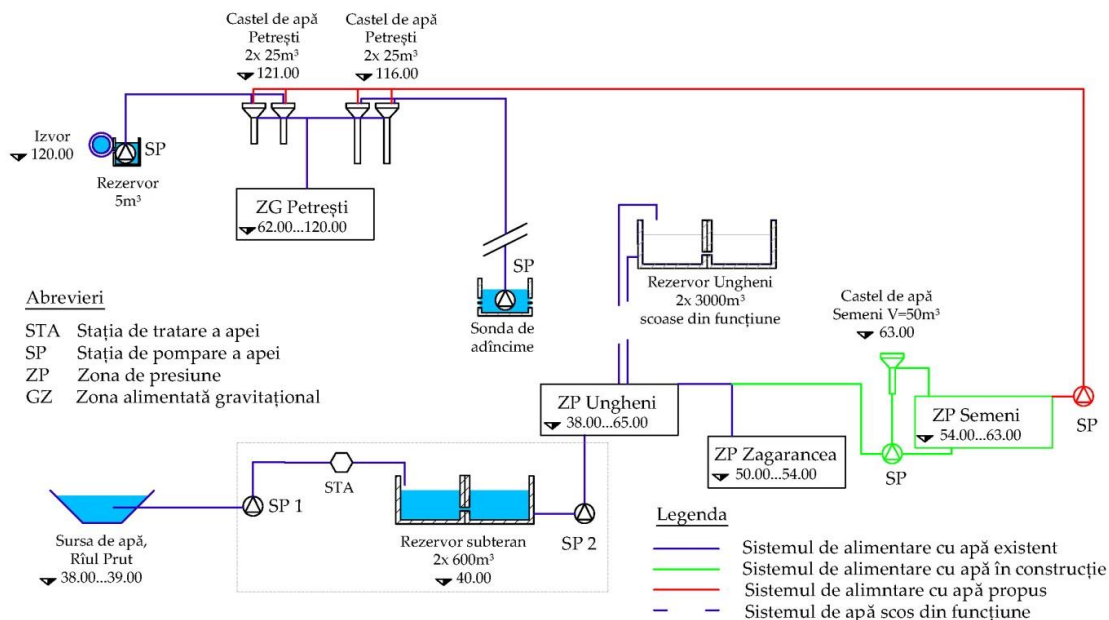 Castel de apă
Petrești
2x 25m³
121.00
Castel de apă
Petrești
2x 25m³
116.00
Izvor
120.00
SP
Rezervor
5m³
ZG Petrești
62.00...120.00
SP
Sonda de
adîncime
Rezervor Ungheni
2x 3000m³
scoase din funcțiune
Castel de apă
Semeni V=50m³
63.00
Abrevieri
STA Stația de tratare a apei
SP Stația de pompare a apei
ZP Zona de presiune
GZ Zona alimentată gravitațional
ZP Ungheni
38.00...65.00
ZP Zagarancea
50.00...54.00
ZP Semeni
54.00...63.00
SP
SP
Sursa de apă,
Rîul Prut
38.00...39.00
SP 1
STA
Rezervor subteran
2x 600m³
40.00
SP 2
Legenda
Sistemul de alimentare cu apă existent
Sistemul de alimentare cu apă în construcție
Sistemul de alimntare cu apă propus
Sistemul de apă scos din funcțiune